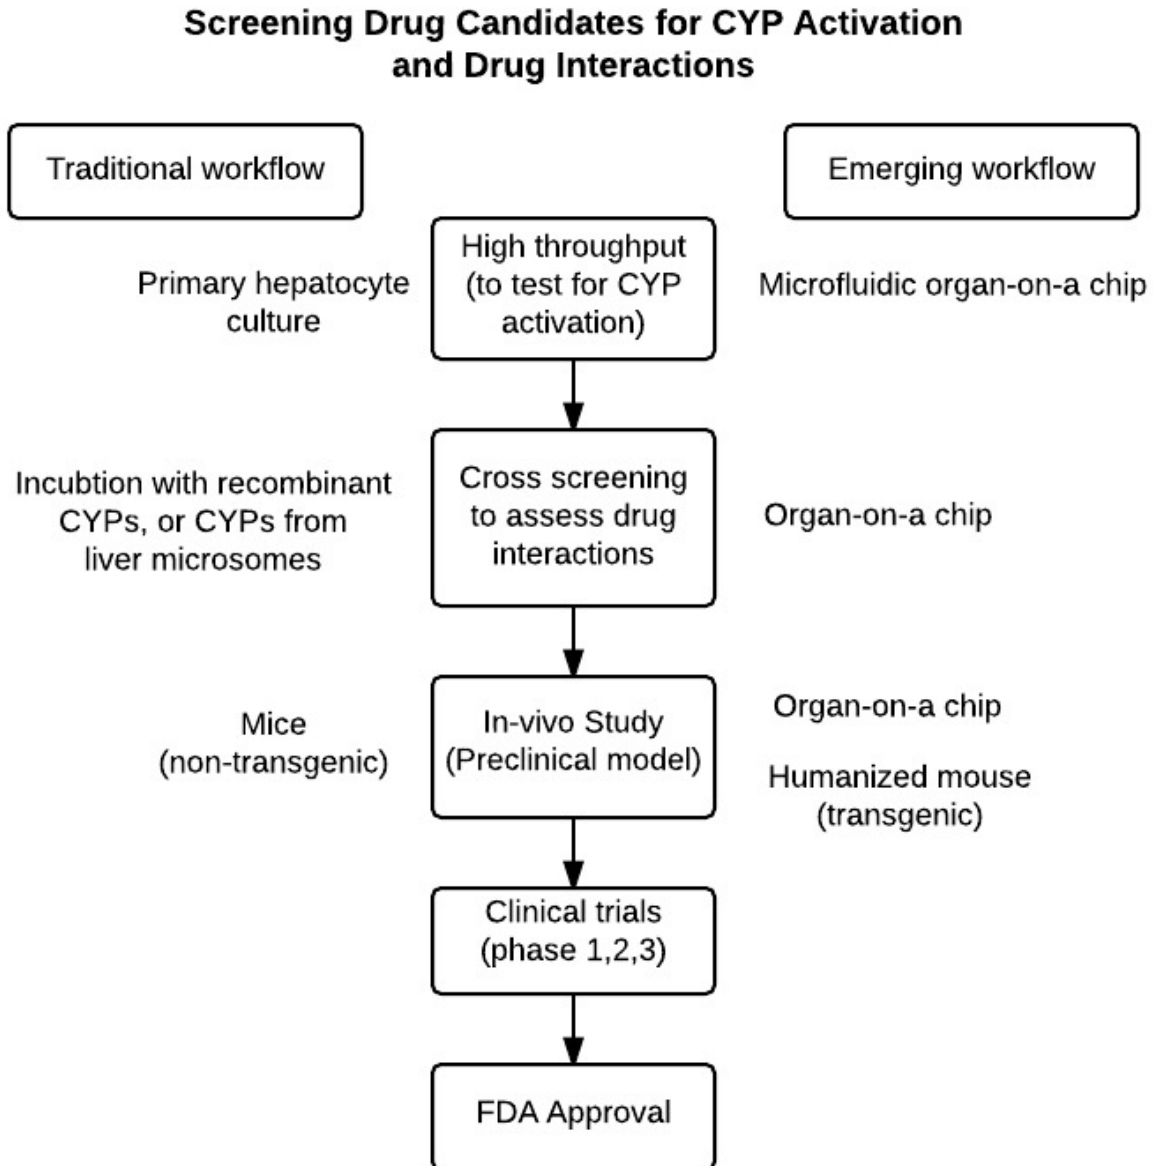 Screening Drug Candidates for CYP Activation
and Drug Interactions
Traditional workflow
Emerging workflow
High throughput
(to test for CYP
activation)
Primary hepatocyte
culture
Microfluidic organ-on-a chip
Incubtion with recombinant
CYPs, or CYPs from
liver microsomes
Cross screening
to assess drug
interactions
Organ-on-a chip
Mice
(non-transgenic)
In-vivo Study
(Preclinical model)
Organ-on-a chip
Humanized mouse
(transgenic)
Clinical trials
(phase 1,2,3)
FDA Approval